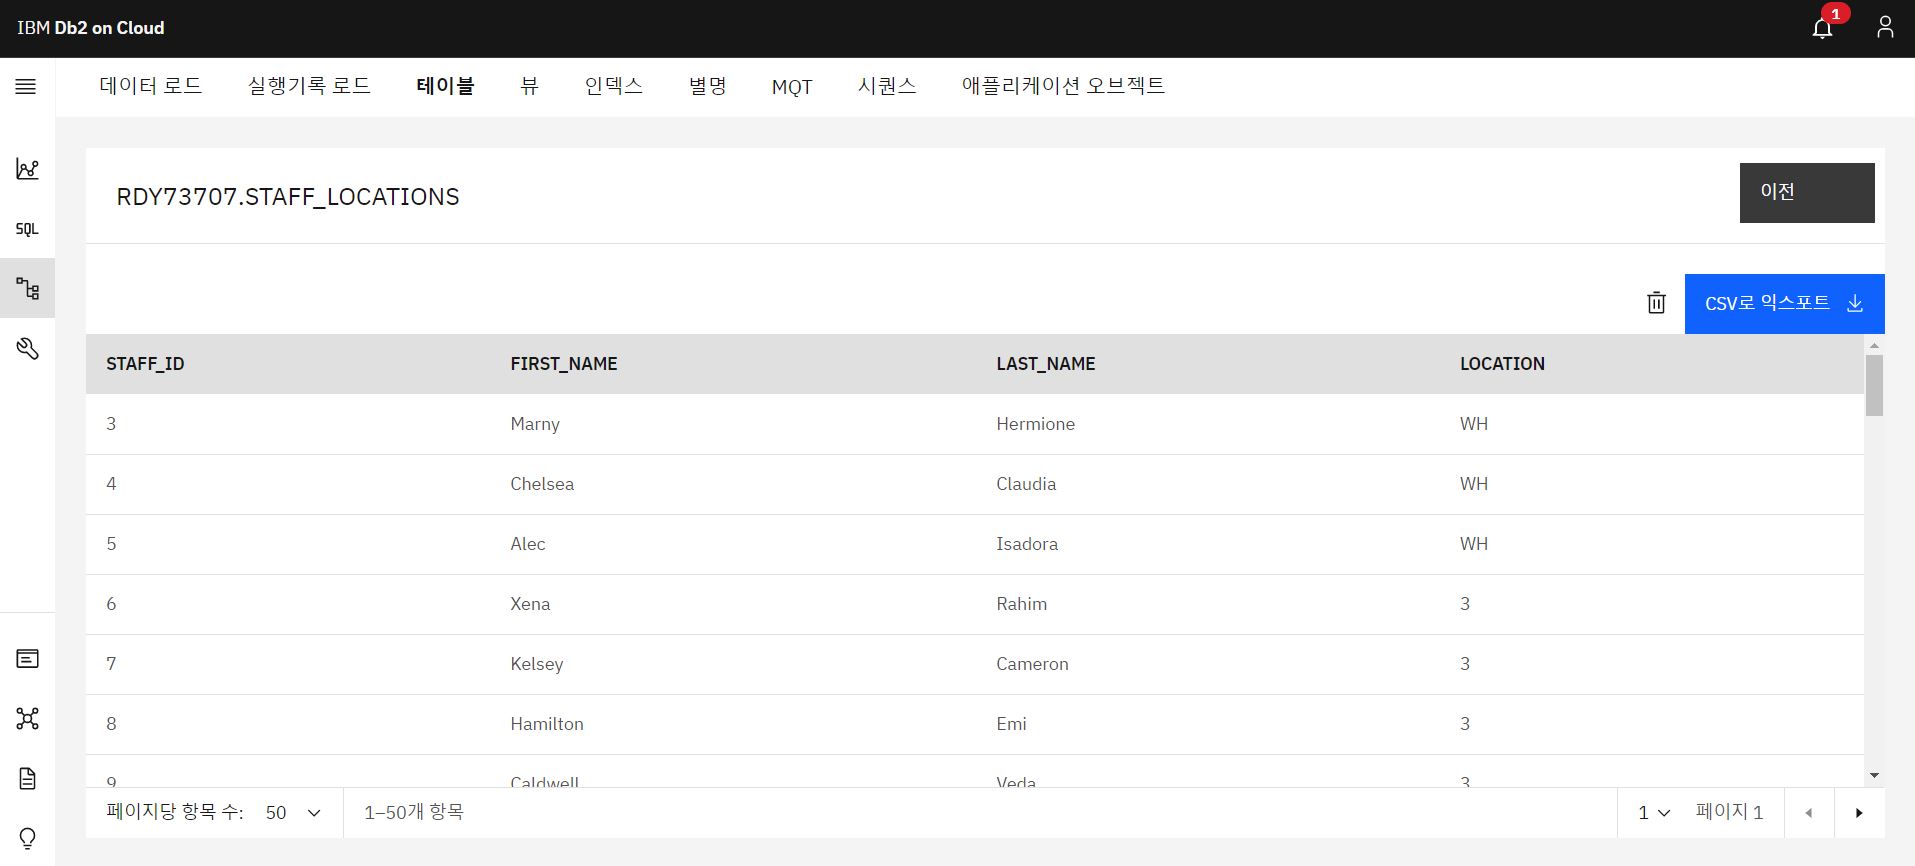 IBM Db2 on Cloud
1
데이터 로드 실행기록 로드 테이블 뷰 인덱스 별명 MQT 시퀀스 애플리케이션 오브젝트
RDY73707.STAFF_LOCATIONS
이전
SQL
CSV로 익스포트
STAFF_ID FIRST_NAME LAST_NAME LOCATION
3 Marny Hermione WH
4 Chelsea Claudia WH
5 Alec Isadora WH
6 Xena Rahim 3
7 Kelsey Cameron 3
8 Hamilton Emi 3
9 Caldwell Veda 3
페이지당 항목 수: 50 1–50개 항목 1 페이지 1